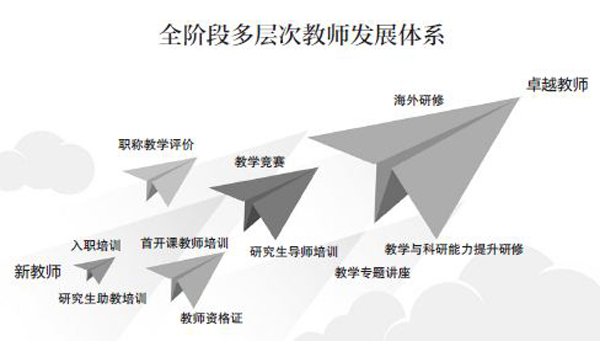 全阶段多层次教师发展体系
卓越教师
海外研修
职称教学评价
教学竞赛
入职培训
首开课教师培训
研究生导师培训
教学与科研能力提升研修
新教师
教学专题讲座
研究生助教培训
教师资格证